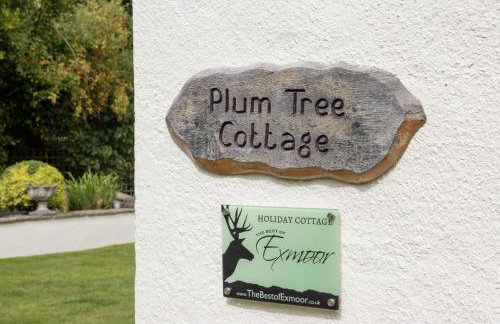 Plum Tree
Cottage
HOLIDAY COTTAGE
THE BEST OF
Exmoor
www.TheBestofExmoor.co.uk